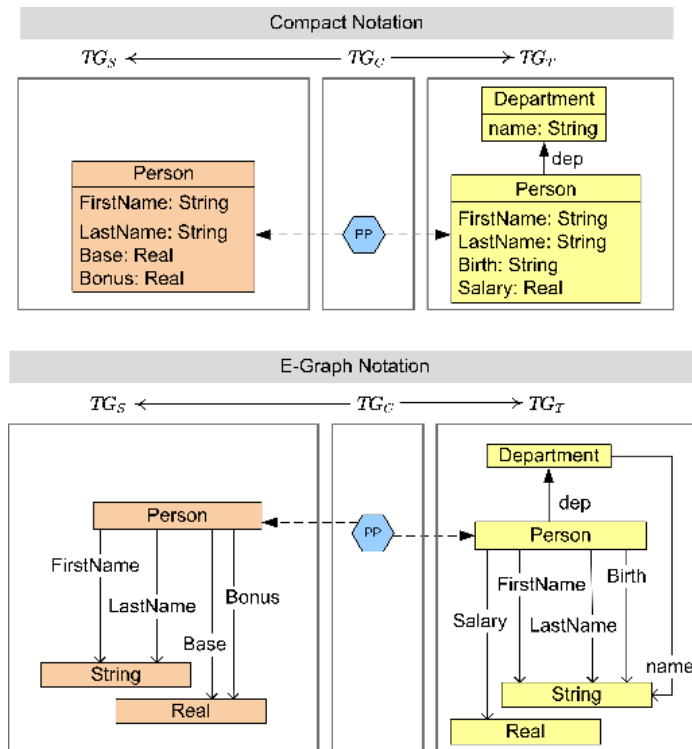 Compact Notation
TG_S TG_C TG_T
Department
name: String
dep
Person
FirstName: String
LastName: String
Base: Real
Bonus: Real
PP
Person
FirstName: String
LastName: String
Birth: String
Salary: Real
E-Graph Notation
TG_S TG_C TG_T
Department
dep
Person
PP
Person
FirstName
LastName
Bonus
Base
String
Real
Birth
FirstName
Salary
LastName
name
String
Real